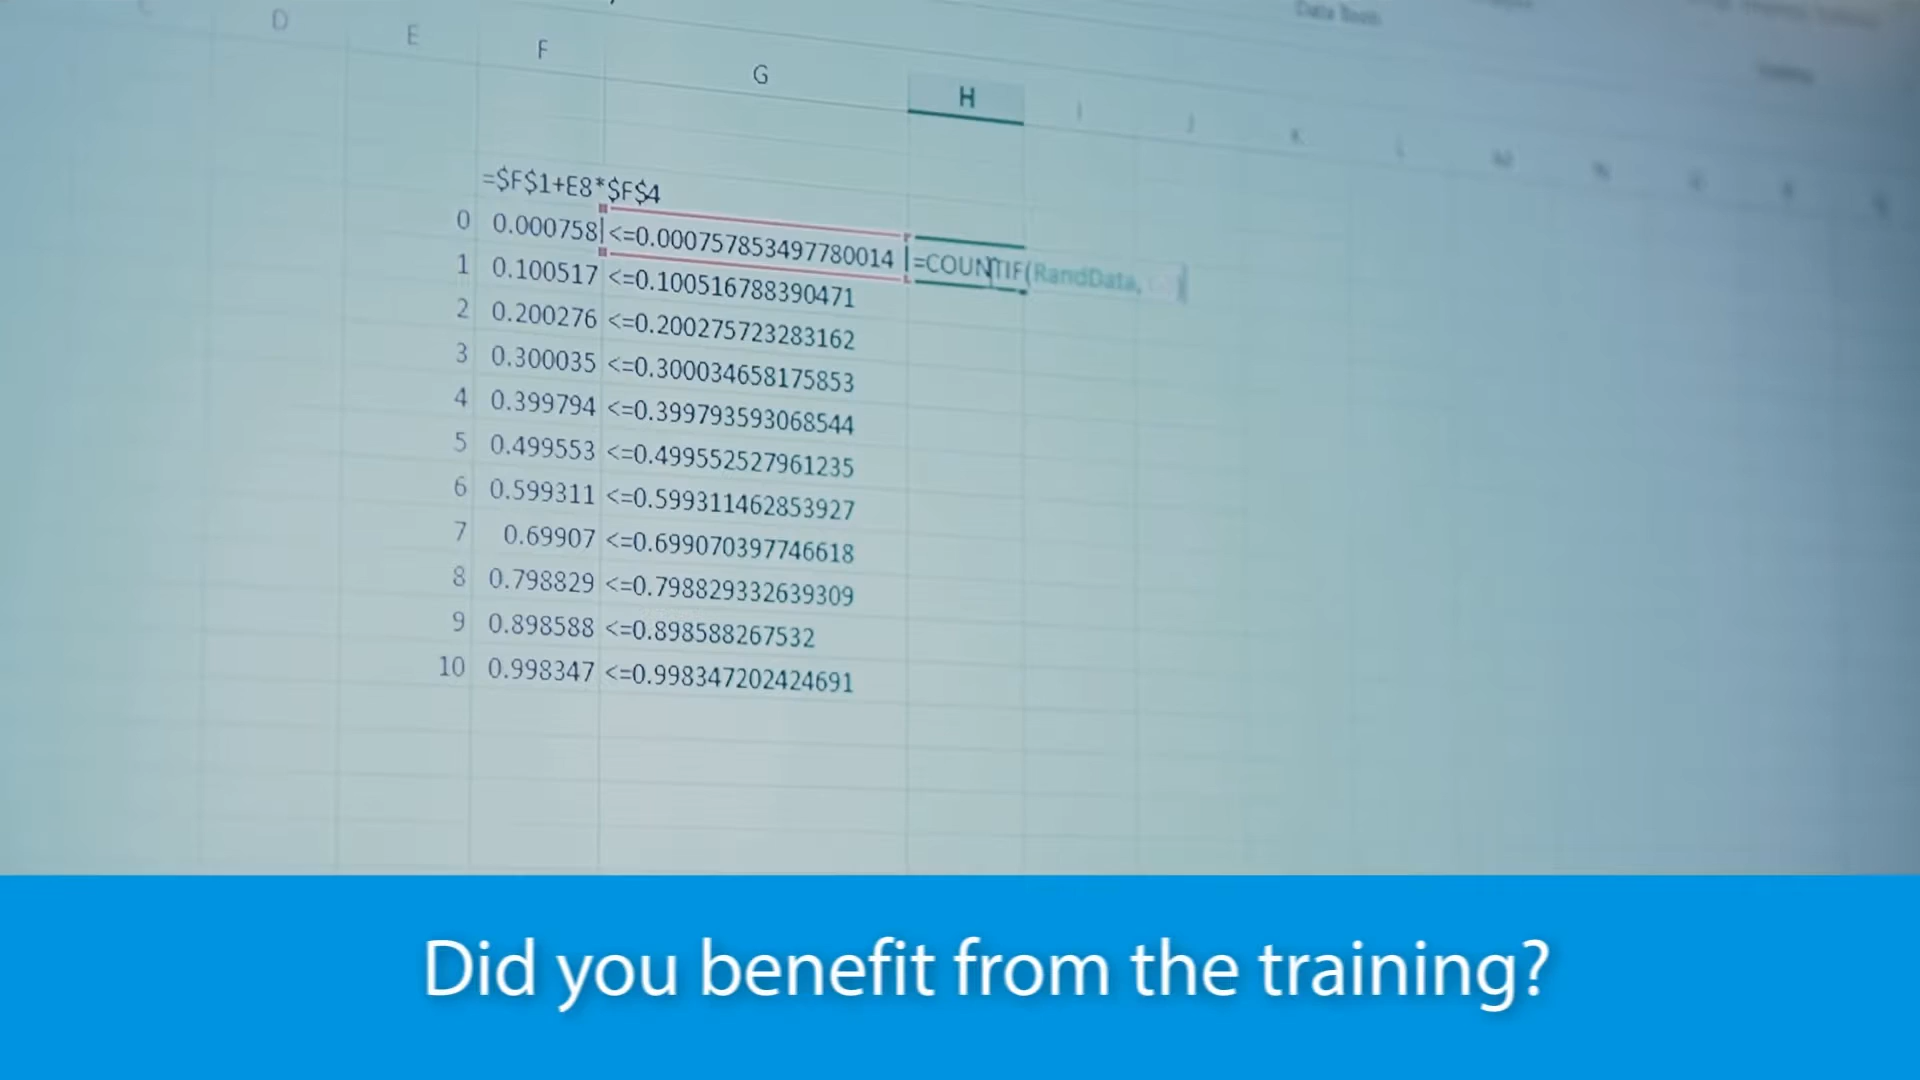 D E F G H I J K
=$F$1+E8*$F$4
0 0.000758 <=0.000757853497780014 =COUNTIF(RandData,
1 0.100517 <=0.100516788390471
2 0.200276 <=0.200275723283162
3 0.300035 <=0.300034658175853
4 0.399794 <=0.399793593068544
5 0.499553 <=0.499552527961235
6 0.599311 <=0.599311462853927
7 0.69907 <=0.699070397746618
8 0.798829 <=0.798829332639309
9 0.898588 <=0.898588267532
10 0.998347 <=0.998347202424691
Did you benefit from the training?